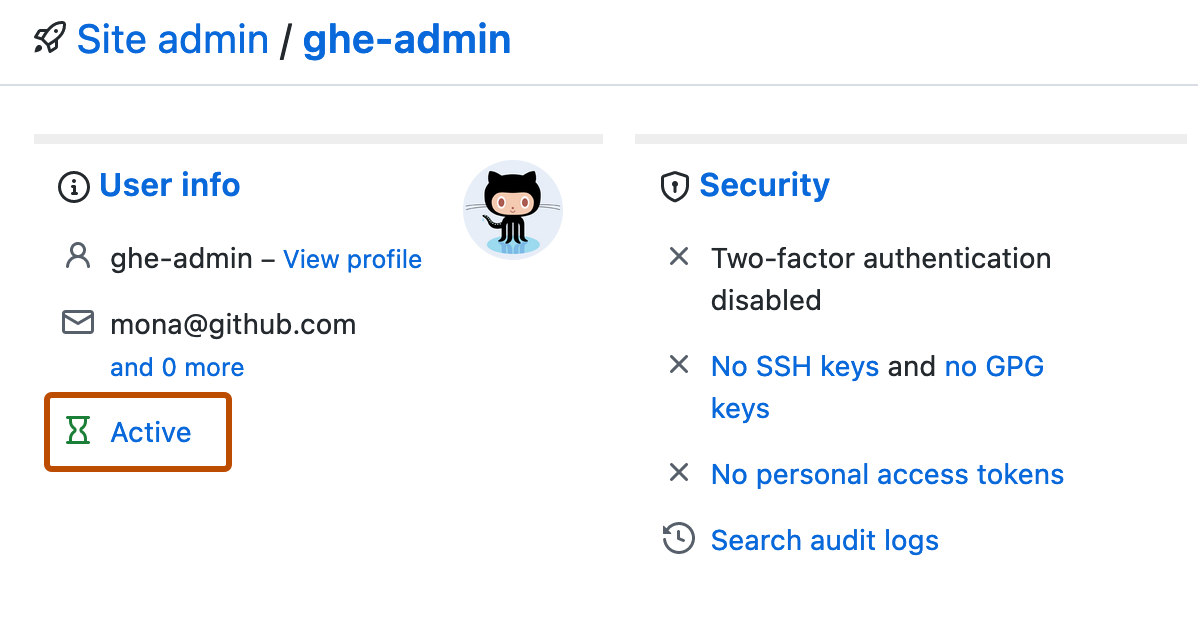 Site admin / ghe-admin
User info
ghe-admin – View profile
mona@github.com
and 0 more
Active
Security
Two-factor authentication
disabled
No SSH keys and no GPG
keys
No personal access tokens
Search audit logs